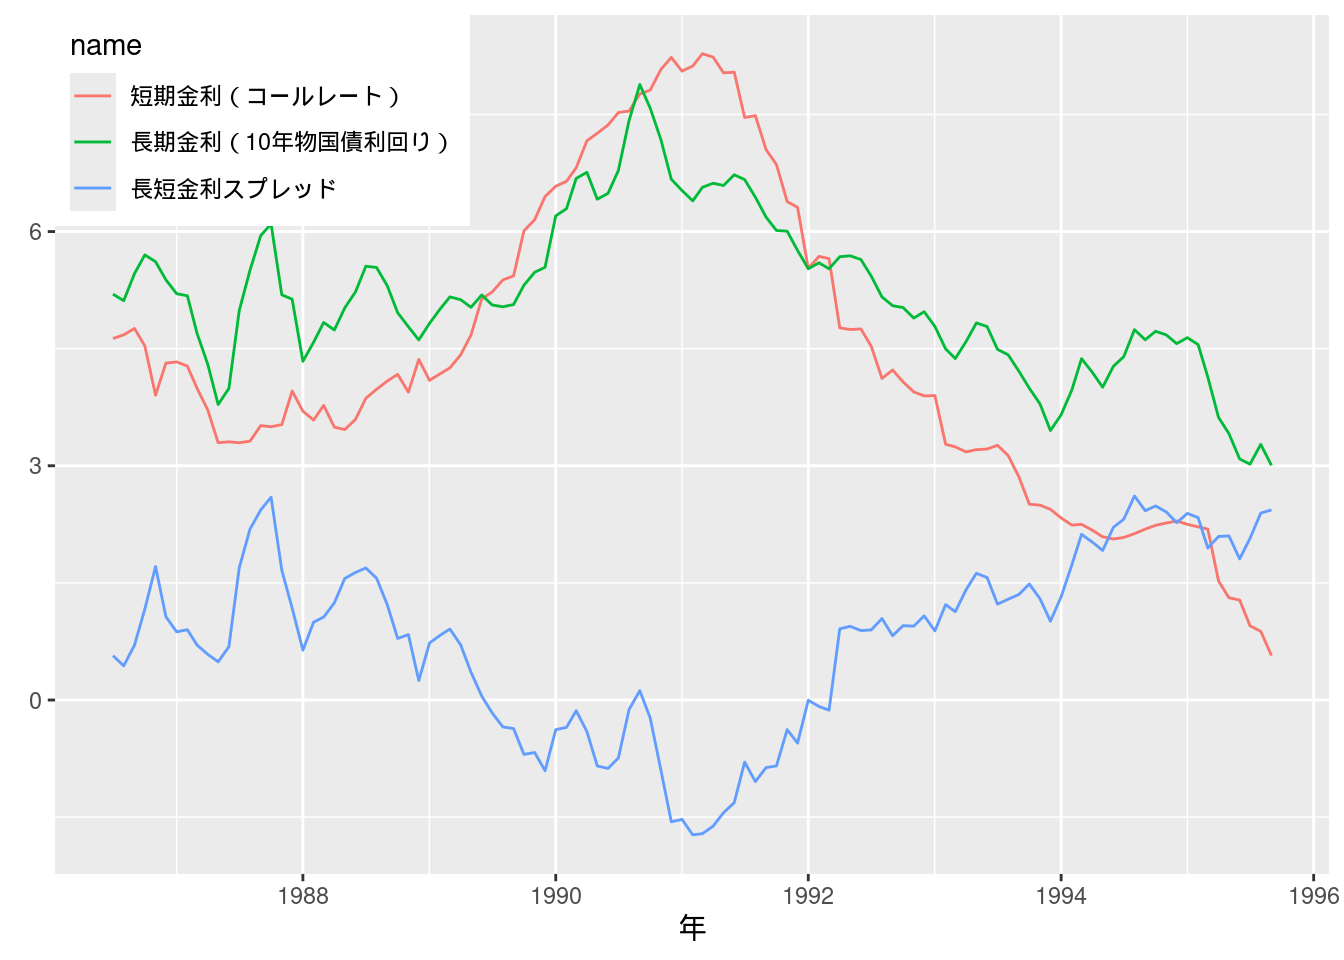 name
短期金利（コールレート）
長期金利（10年物国債利回り）
長短金利スプレッド
6
3
0
1988 1990 1992 1994 1996
年